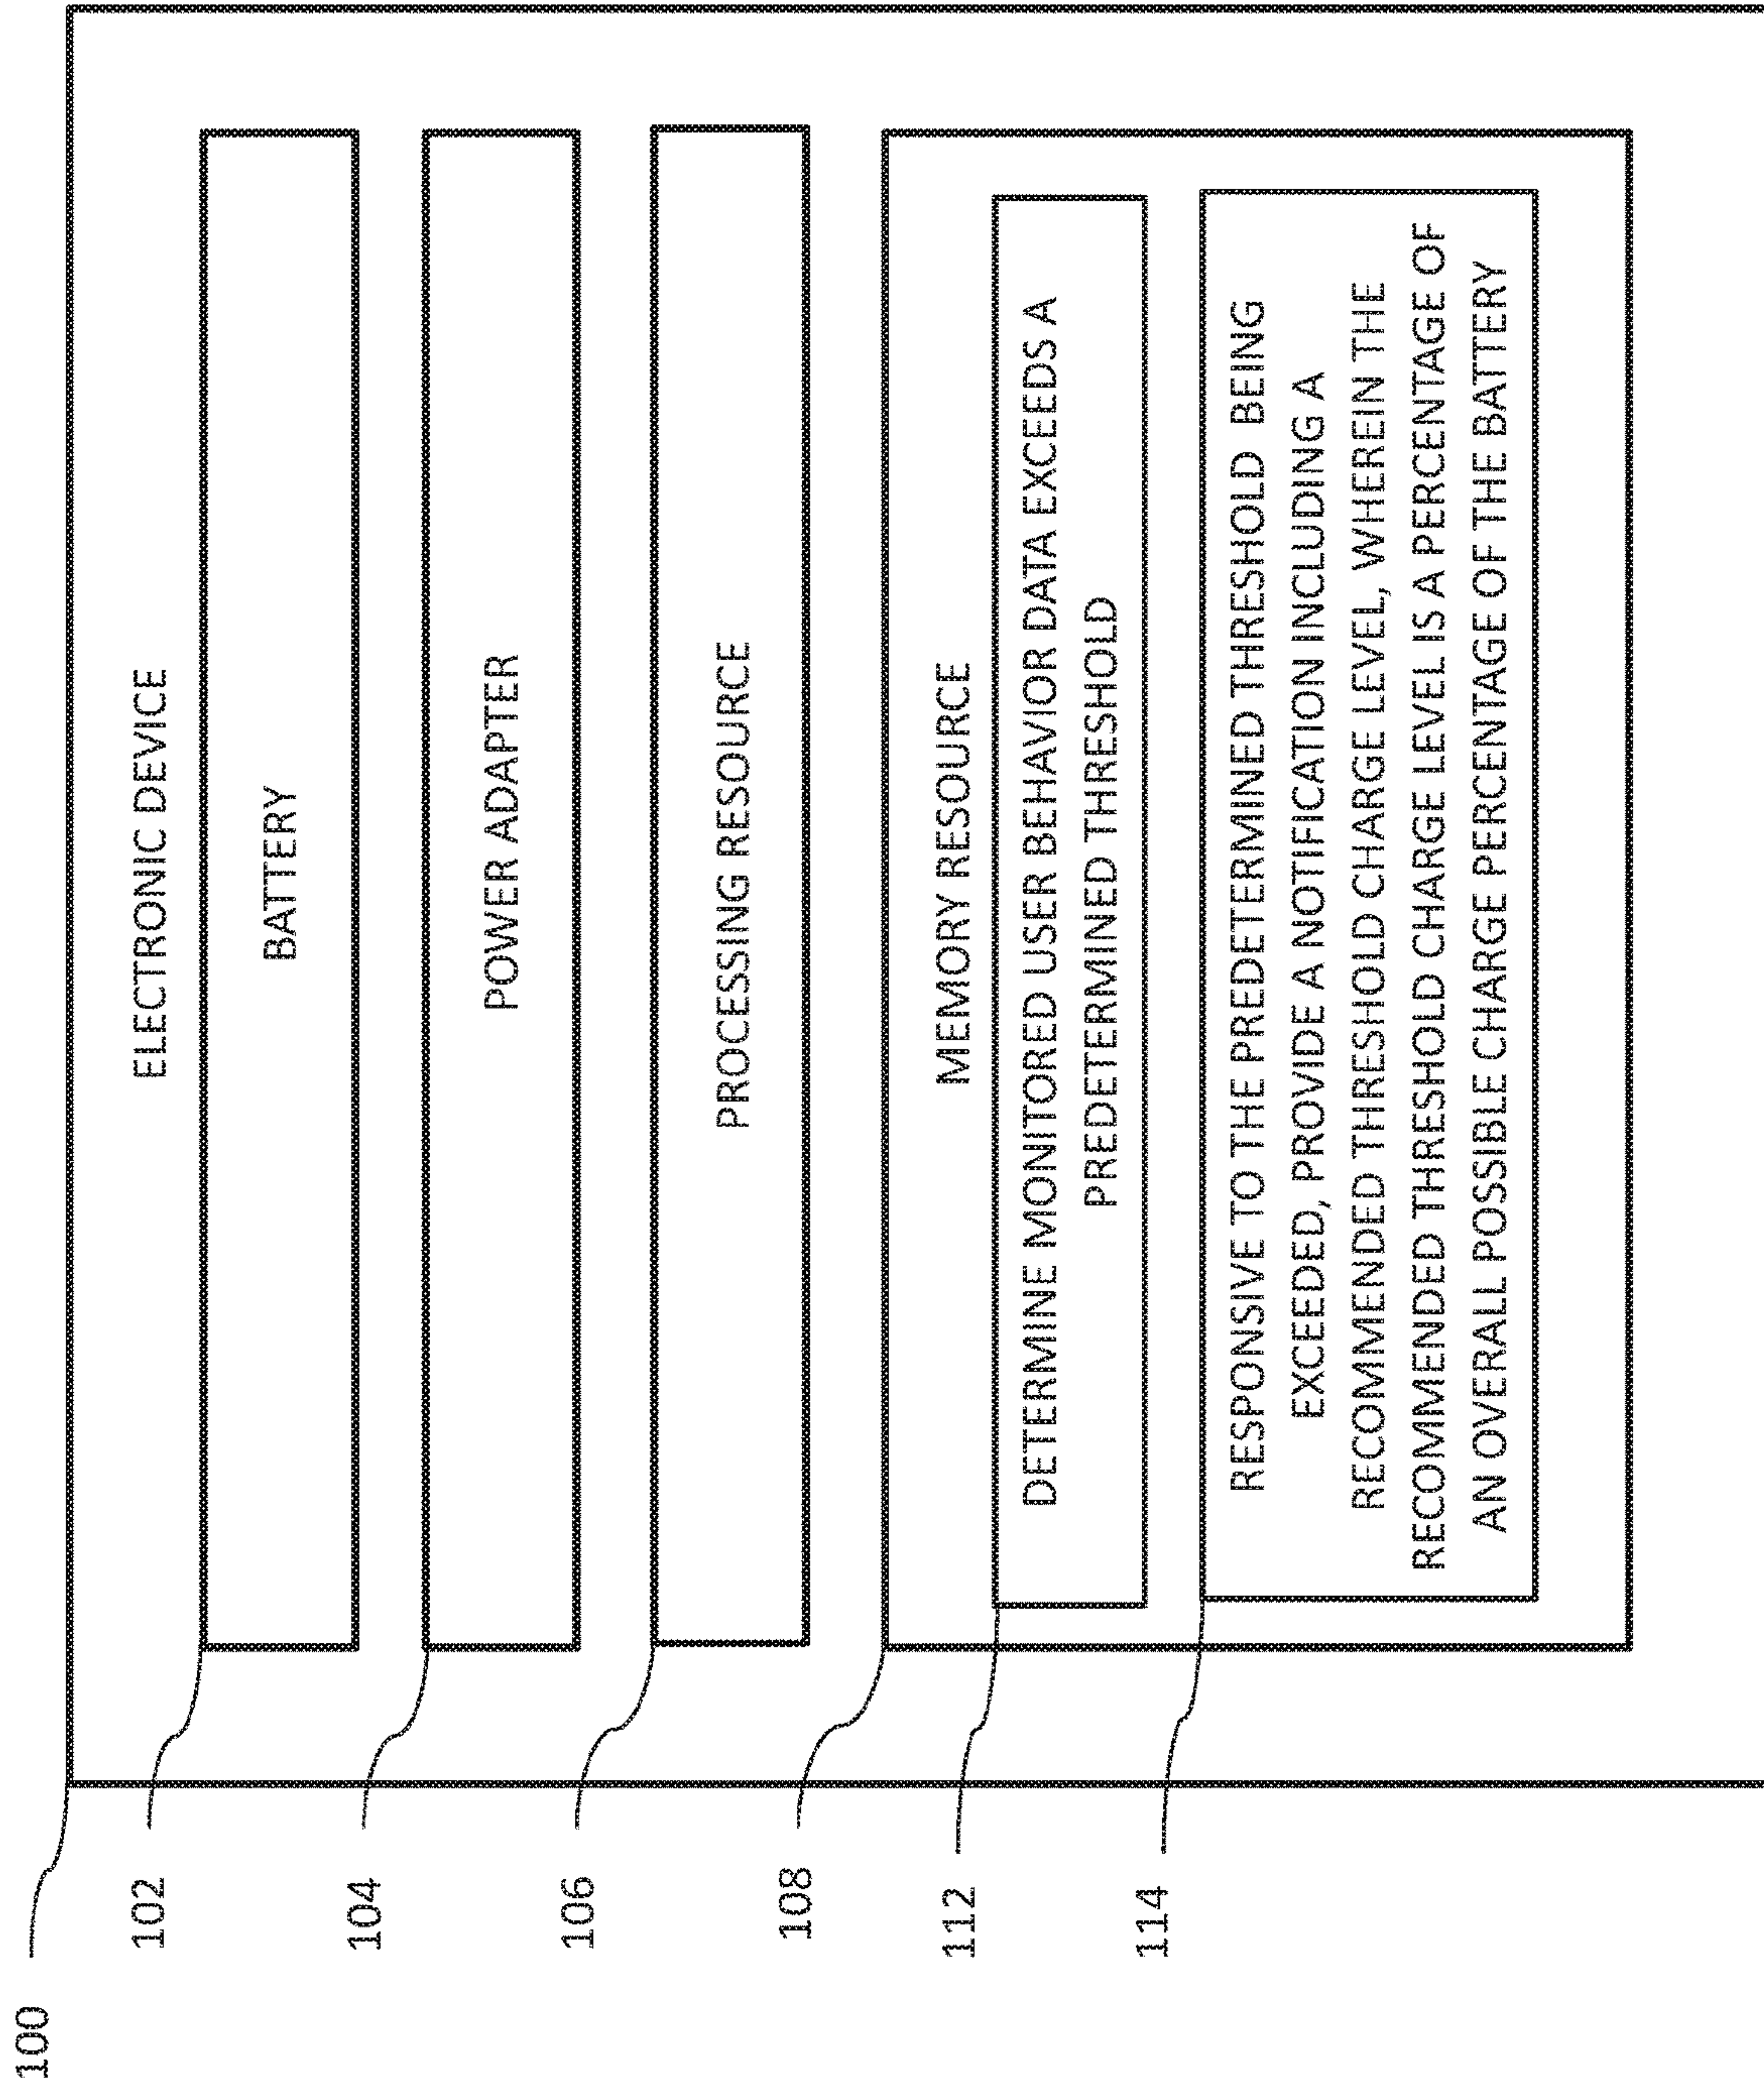 100
ELECTRONIC DEVICE
102
BATTERY
104
POWER ADAPTER
106
PROCESSING RESOURCE
108
MEMORY RESOURCE
112
DETERMINE MONITORED USER BEHAVIOR DATA EXCEEDS A
PREDETERMINED THRESHOLD
114
RESPONSIVE TO THE PREDETERMINED THRESHOLD BEING
EXCEEDED, PROVIDE A NOTIFICATION INCLUDING A
RECOMMENDED THRESHOLD CHARGE LEVEL, WHEREIN THE
RECOMMENDED THRESHOLD CHARGE LEVEL IS A PERCENTAGE OF
AN OVERALL POSSIBLE CHARGE PERCENTAGE OF THE BATTERY